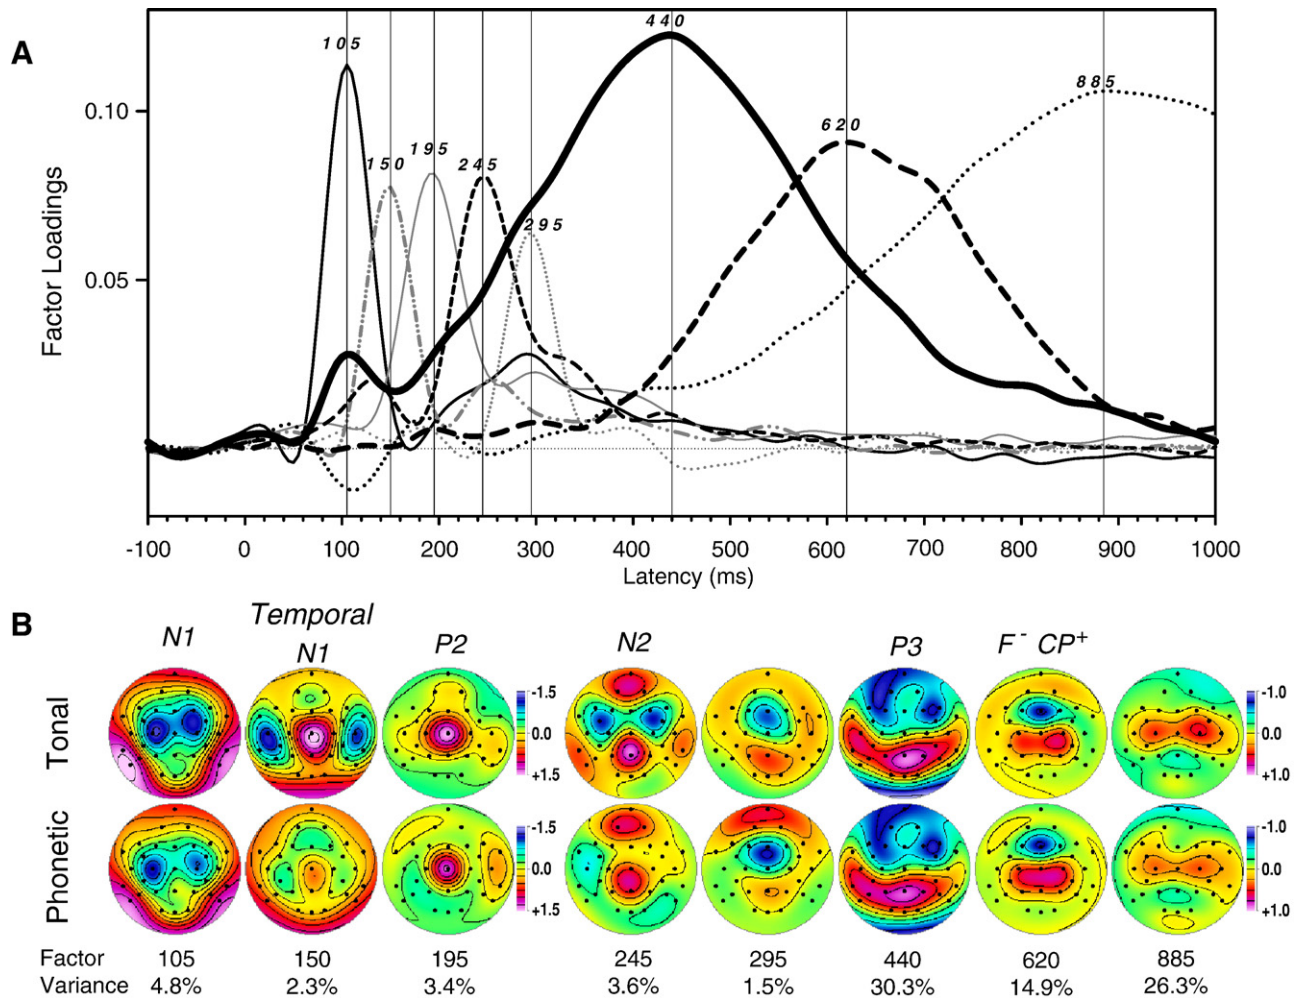 A
440
105
885
620
195
150
245
295
0.10
0.05
Factor Loadings
-100 0 100 200 300 400 500 600 700 800 900 1000
Latency (ms)
B
N1
Temporal
N1
P2
N2
P3
F- CP+
Tonal
-1.5
0.0
+1.5
-1.0
0.0
+1.0
Phonetic
-1.5
0.0
+1.5
-1.0
0.0
+1.0
Factor 105 150 195 245 295 440 620 885
Variance 4.8% 2.3% 3.4% 3.6% 1.5% 30.3% 14.9% 26.3%